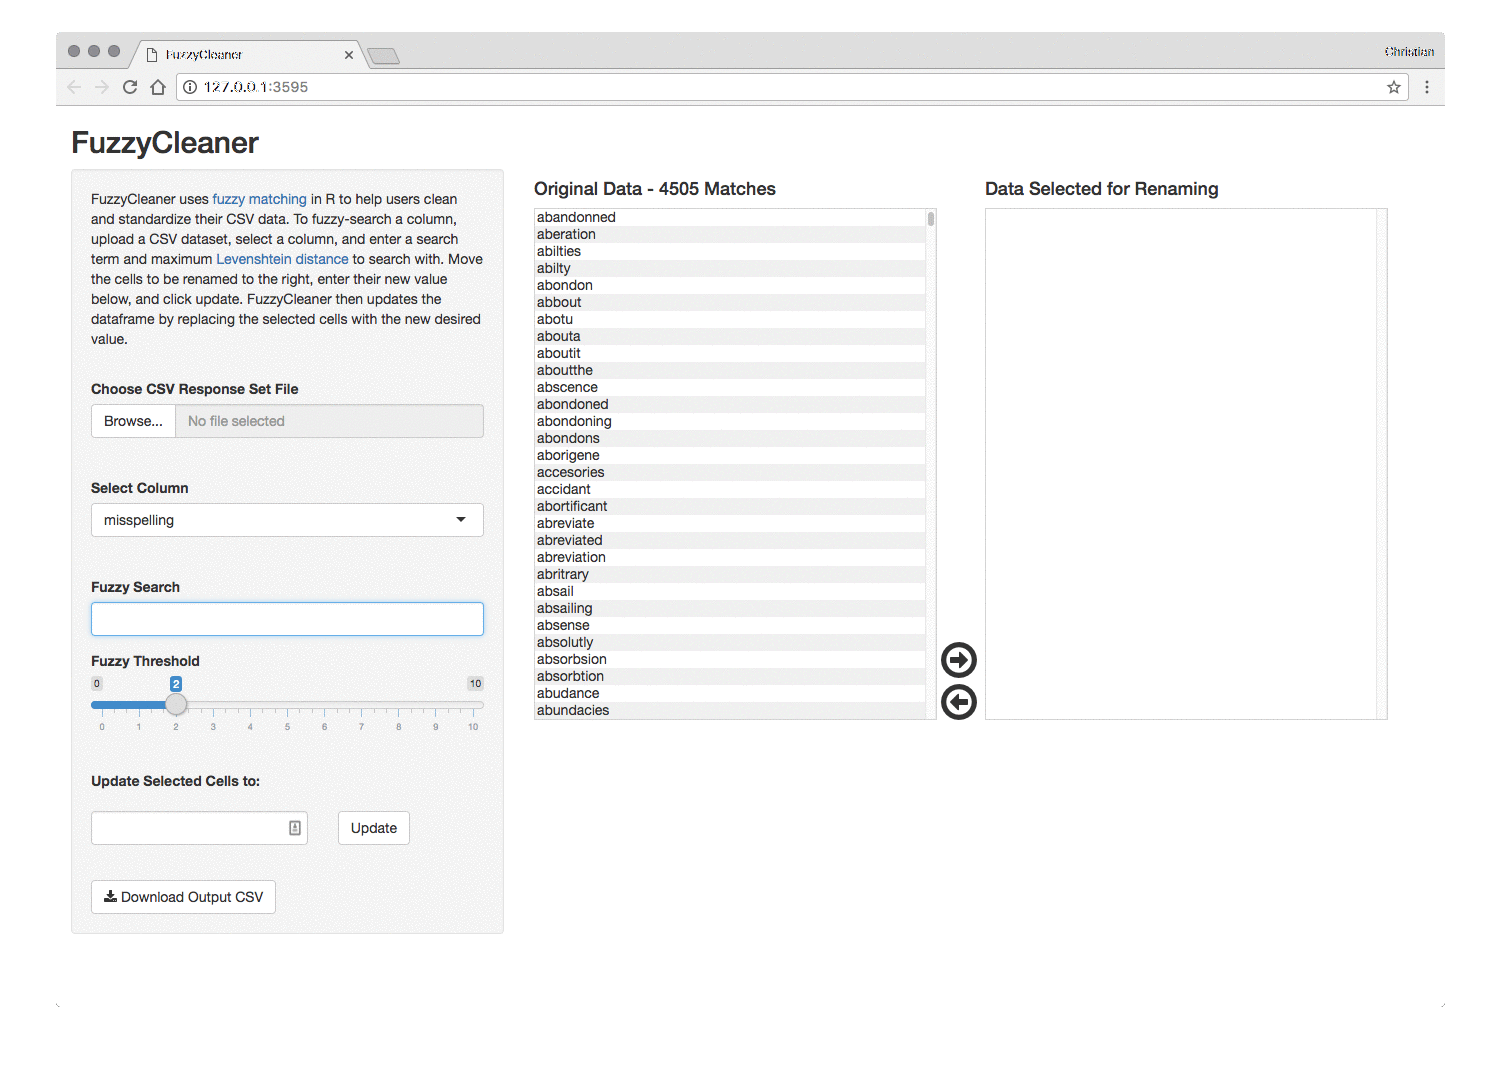 FuzzyCleaner
Christian
127.0.0.1:3595
FuzzyCleaner
FuzzyCleaner uses fuzzy matching in R to help users clean
and standardize their CSV data. To fuzzy-search a column,
upload a CSV dataset, select a column, and enter a search
term and maximum Levenshtein distance to search with. Move
the cells to be renamed to the right, enter their new value
below, and click update. FuzzyCleaner then updates the
dataframe by replacing the selected cells with the new desired
value.
Choose CSV Response Set File
Browse... No file selected
Select Column
misspelling
Fuzzy Search
Fuzzy Threshold
0 2 10
0 1 2 3 4 5 6 7 8 9 10
Update Selected Cells to:
Update
Download Output CSV
Original Data - 4505 Matches
abandonned
aberation
abilties
abilty
abondon
abbout
abotu
abouta
aboutit
aboutthe
abscence
abondoned
abondoning
abondons
aborigene
accesories
accidant
abortificant
abreviate
abreviated
abreviation
abritrary
absail
absailing
absense
absolutly
absorbsion
absorbtion
abudance
abundacies
Data Selected for Renaming